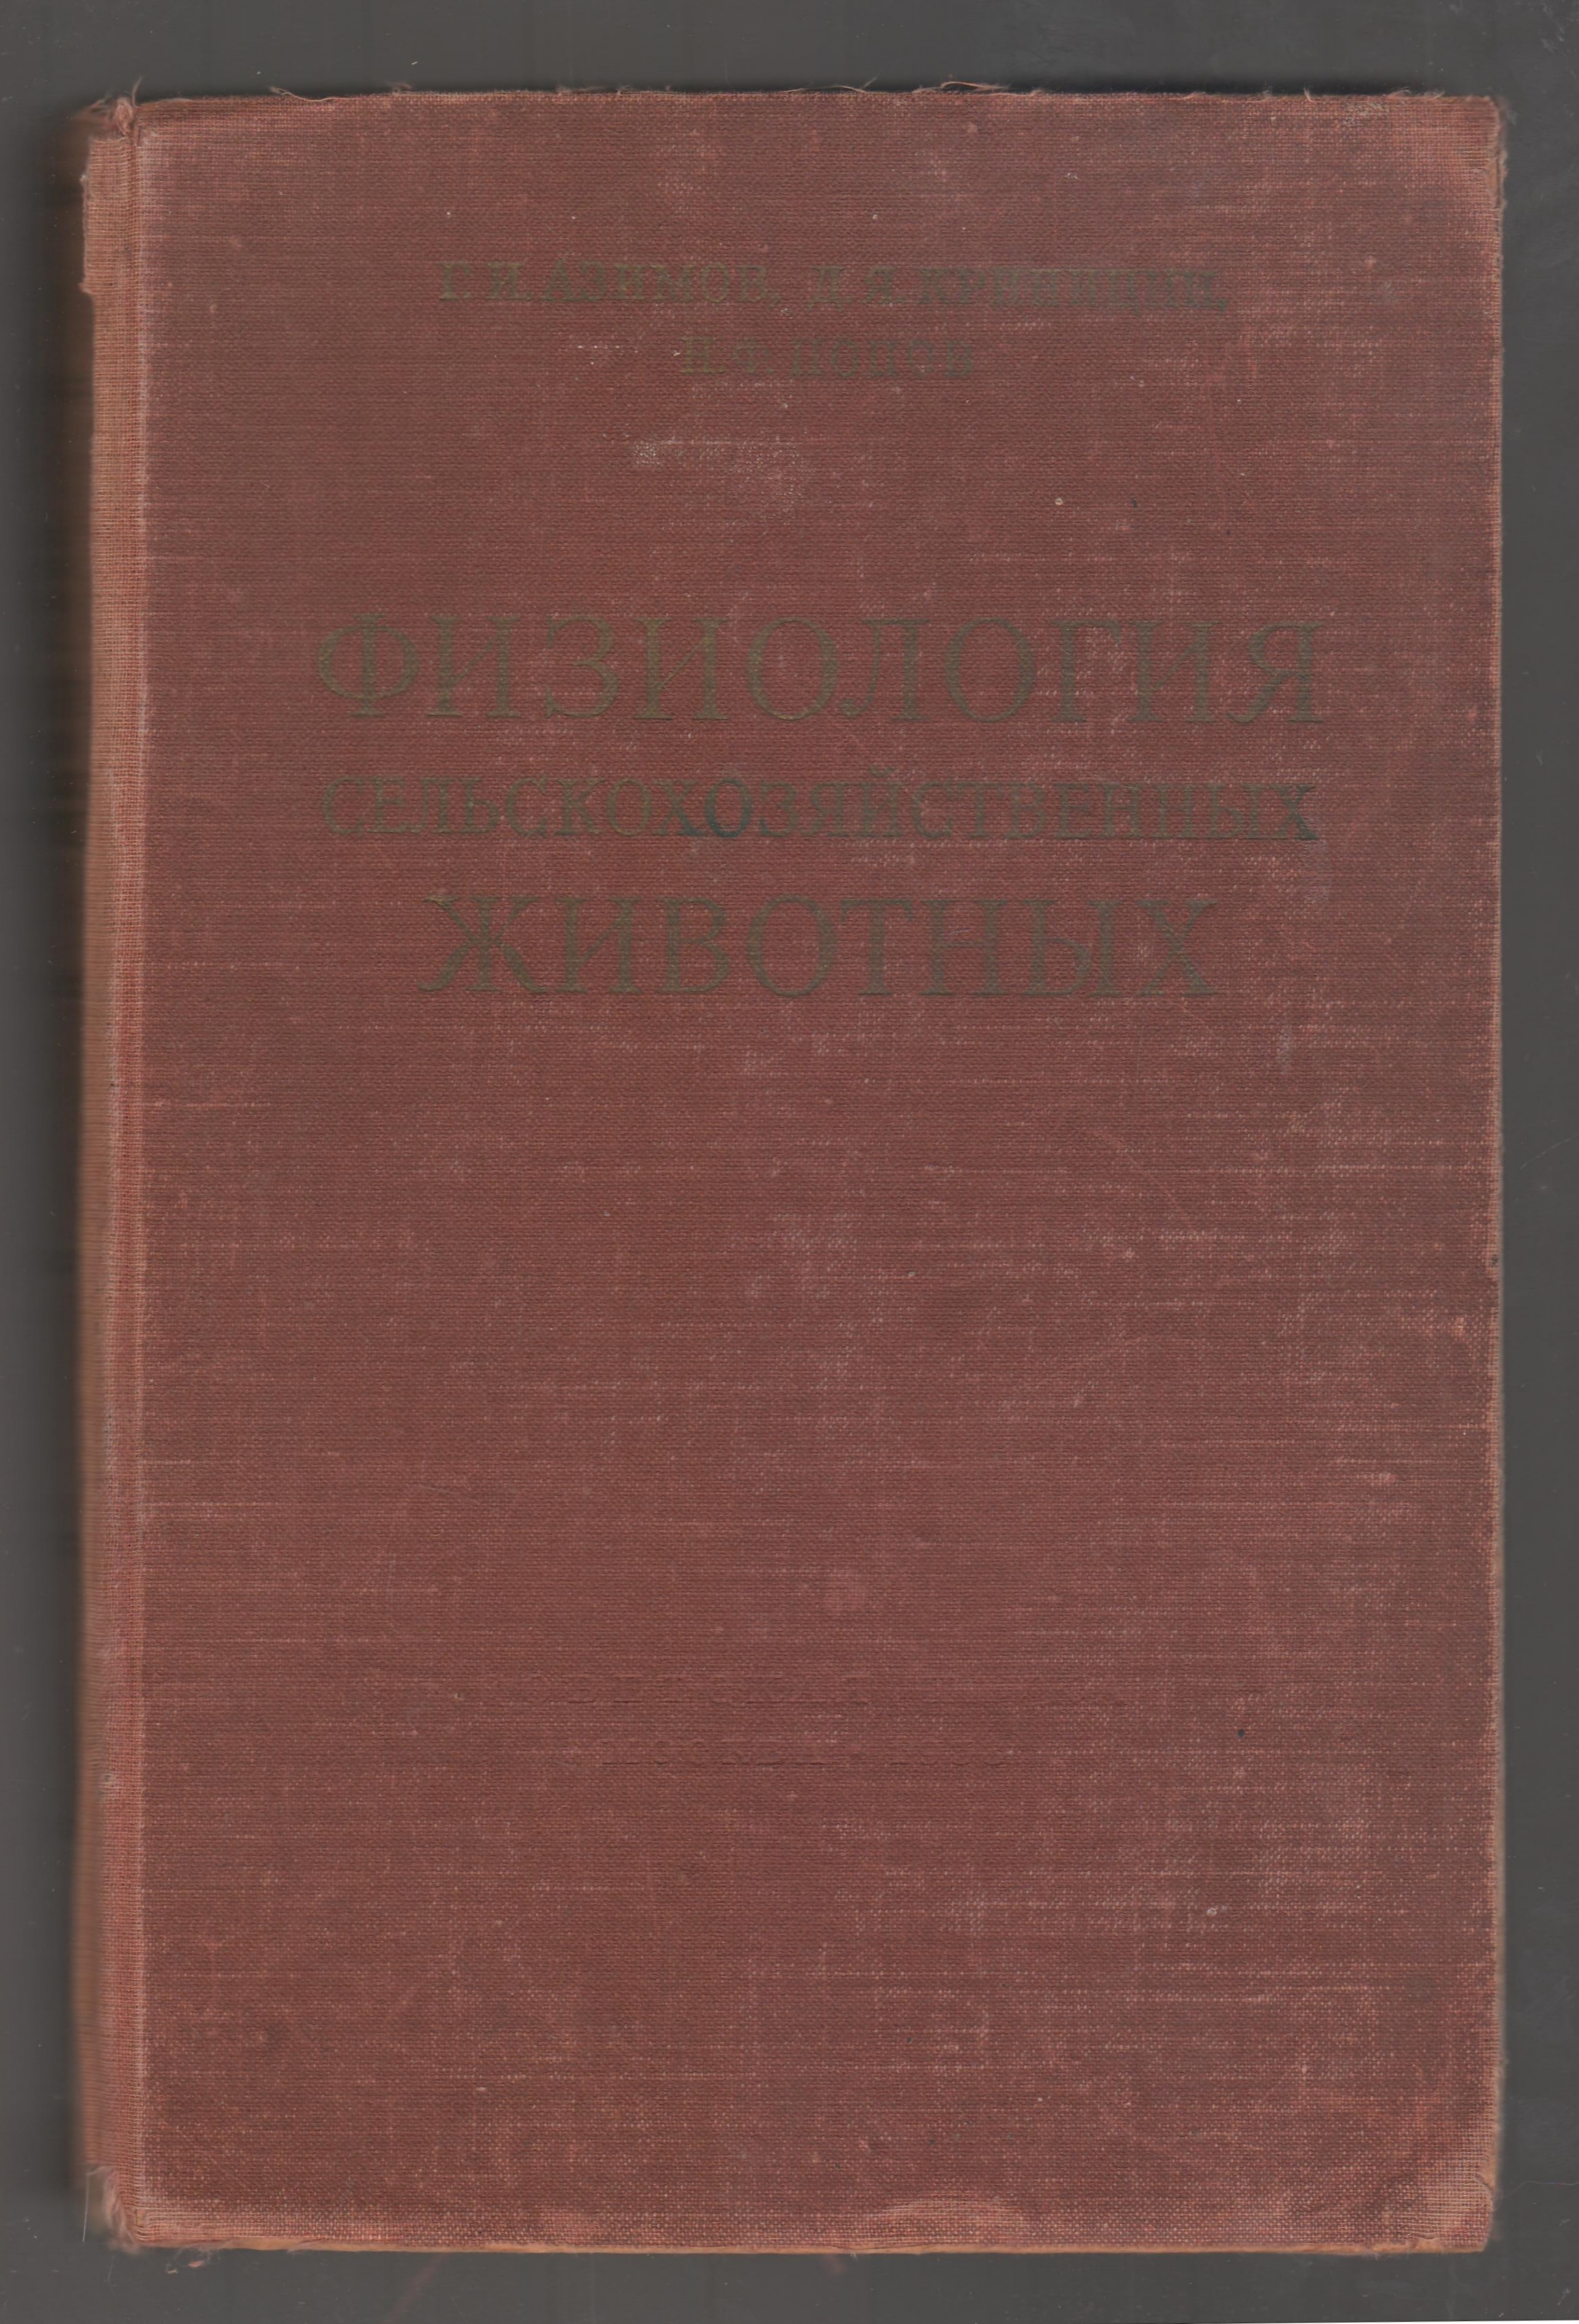 Г. И. АЗИМОВ, Д. Я. КРИНИЦИН,
Н. Ф. ПОПОВ
ФИЗИОЛОГИЯ
СЕЛЬСКОХОЗЯЙСТВЕННЫХ
ЖИВОТНЫХ